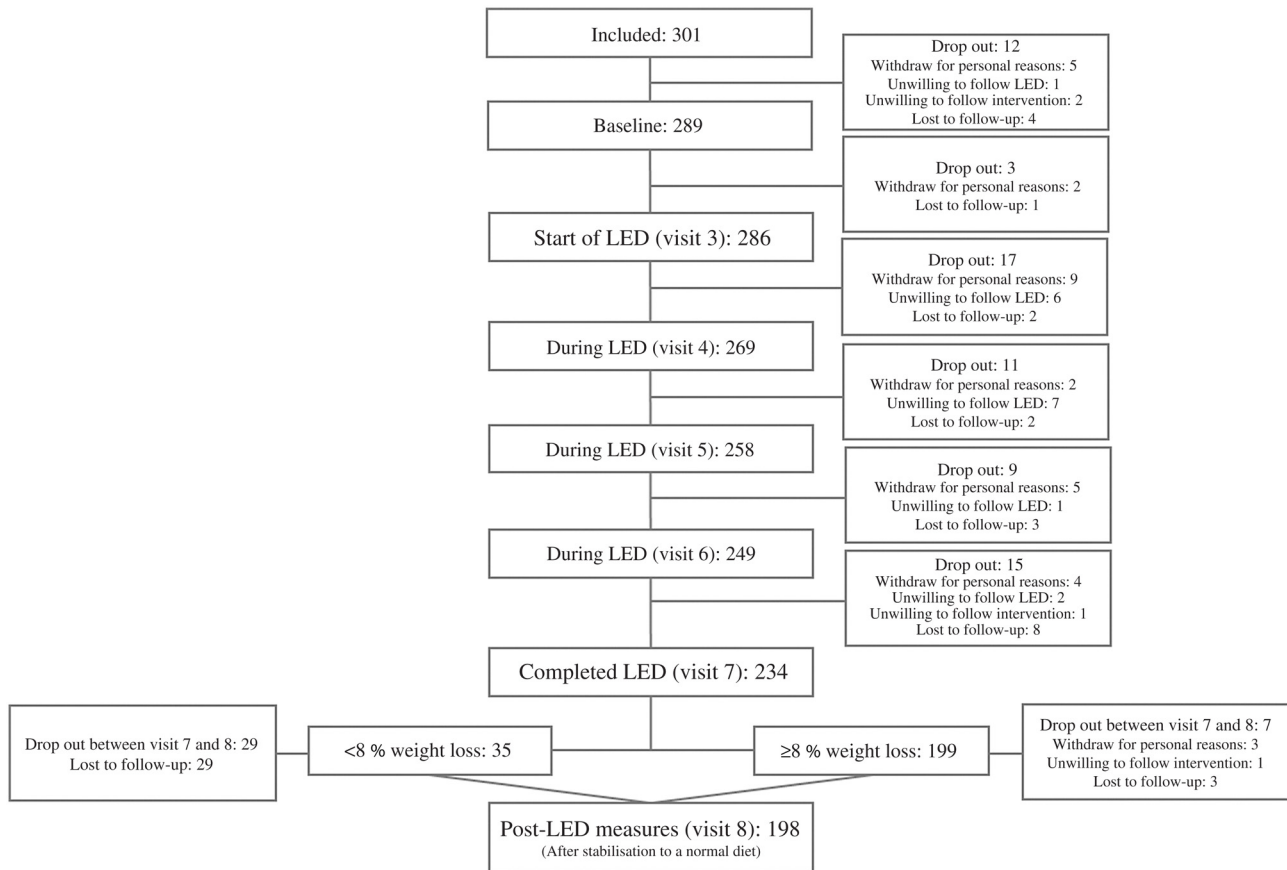 Included: 301
Drop out: 12
Withdraw for personal reasons: 5
Unwilling to follow LED: 1
Unwilling to follow intervention: 2
Lost to follow-up: 4
Baseline: 289
Drop out: 3
Withdraw for personal reasons: 2
Lost to follow-up: 1
Start of LED (visit 3): 286
Drop out: 17
Withdraw for personal reasons: 9
Unwilling to follow LED: 6
Lost to follow-up: 2
During LED (visit 4): 269
Drop out: 11
Withdraw for personal reasons: 2
Unwilling to follow LED: 7
Lost to follow-up: 2
During LED (visit 5): 258
Drop out: 9
Withdraw for personal reasons: 5
Unwilling to follow LED: 1
Lost to follow-up: 3
During LED (visit 6): 249
Drop out: 15
Withdraw for personal reasons: 4
Unwilling to follow LED: 2
Unwilling to follow intervention: 1
Lost to follow-up: 8
Completed LED (visit 7): 234
Drop out between visit 7 and 8: 29
Lost to follow-up: 29
<8 % weight loss: 35
≥8 % weight loss: 199
Drop out between visit 7 and 8: 7
Withdraw for personal reasons: 3
Unwilling to follow intervention: 1
Lost to follow-up: 3
Post-LED measures (visit 8): 198
(After stabilisation to a normal diet)